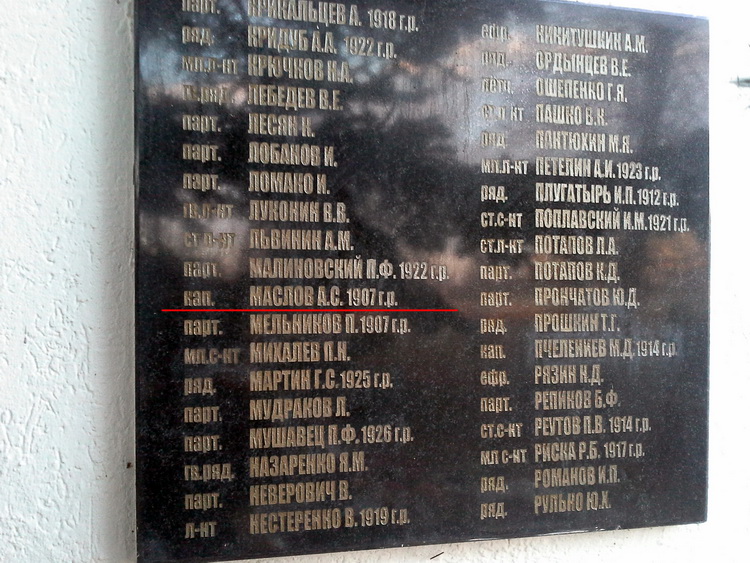 парт. КРИКАЛЬЦЕВ А. 1918 г.р.
ряд. КРИДУБ А.А. 1922 г.р.
мл.л-нт КРЮЧКОВ Н.А.
гв.ряд. ЛЕБЕДЕВ В.Е.
парт. ЛЕСЯК К.
парт. ЛОБАНОВ И.
парт. ЛОМАКО И.
гв.с-нт ЛУКОНИН В.В.
ст.л-нт ЛЬВИНИН А.М.
парт. МАЛИНОВСКИЙ П.Ф. 1922 г.р.
кап. МАСЛОВ А.С. 1907 г.р.
парт. МЕЛЬНИКОВ П. 1907 г.р.
мл.с-нт МИХАЛЕВ П.Н.
ряд. МАРТИН Г.С. 1925 г.р.
парт. МУДРАКОВ Л.
парт. МУШАВЕЦ П.Ф. 1926 г.р.
гв.ряд. НАЗАРЕНКО Я.М.
парт. НЕВЕРОВИЧ В.
л-нт НЕСТЕРЕНКО В. 1919 г.р.
ефр. НИКИТУШКИН А.М.
ряд. ОРДЫНЦЕВ В.Е.
летч. ОШЕПЕНКО Г.Я.
ст.л-нт ПАШКО В.К.
ряд. ПАНТЮХИН М.Я.
мл.л-нт ПЕТЕЛИН Д.И. 1923 г.р.
ряд. ПЛУГАТЫРЬ И.П. 1912 г.р.
ст.с-нт ПОПЛАВСКИЙ И.М. 1921 г.р.
ст.л-нт ПОТАПОВ Л.А.
парт. ПОТАПОВ К.Д.
парт. ПРОНЧАТОВ Ю.Д.
ряд. ПРОШКИН Т.Г.
кап. ПЧЕЛЕНКЕВ М.Д. 1914 г.р.
ефр. РЯЗИН Н.Д.
парт. РЕПИКОВ Б.Ф.
ст.с-нт РЕУТОВ П.В. 1914 г.р.
мл с-нт РИСКА Р.Б. 1917 г.р.
ряд. РОМАНОВ И.П.
ряд. РУЛЬКО Ю.Х.